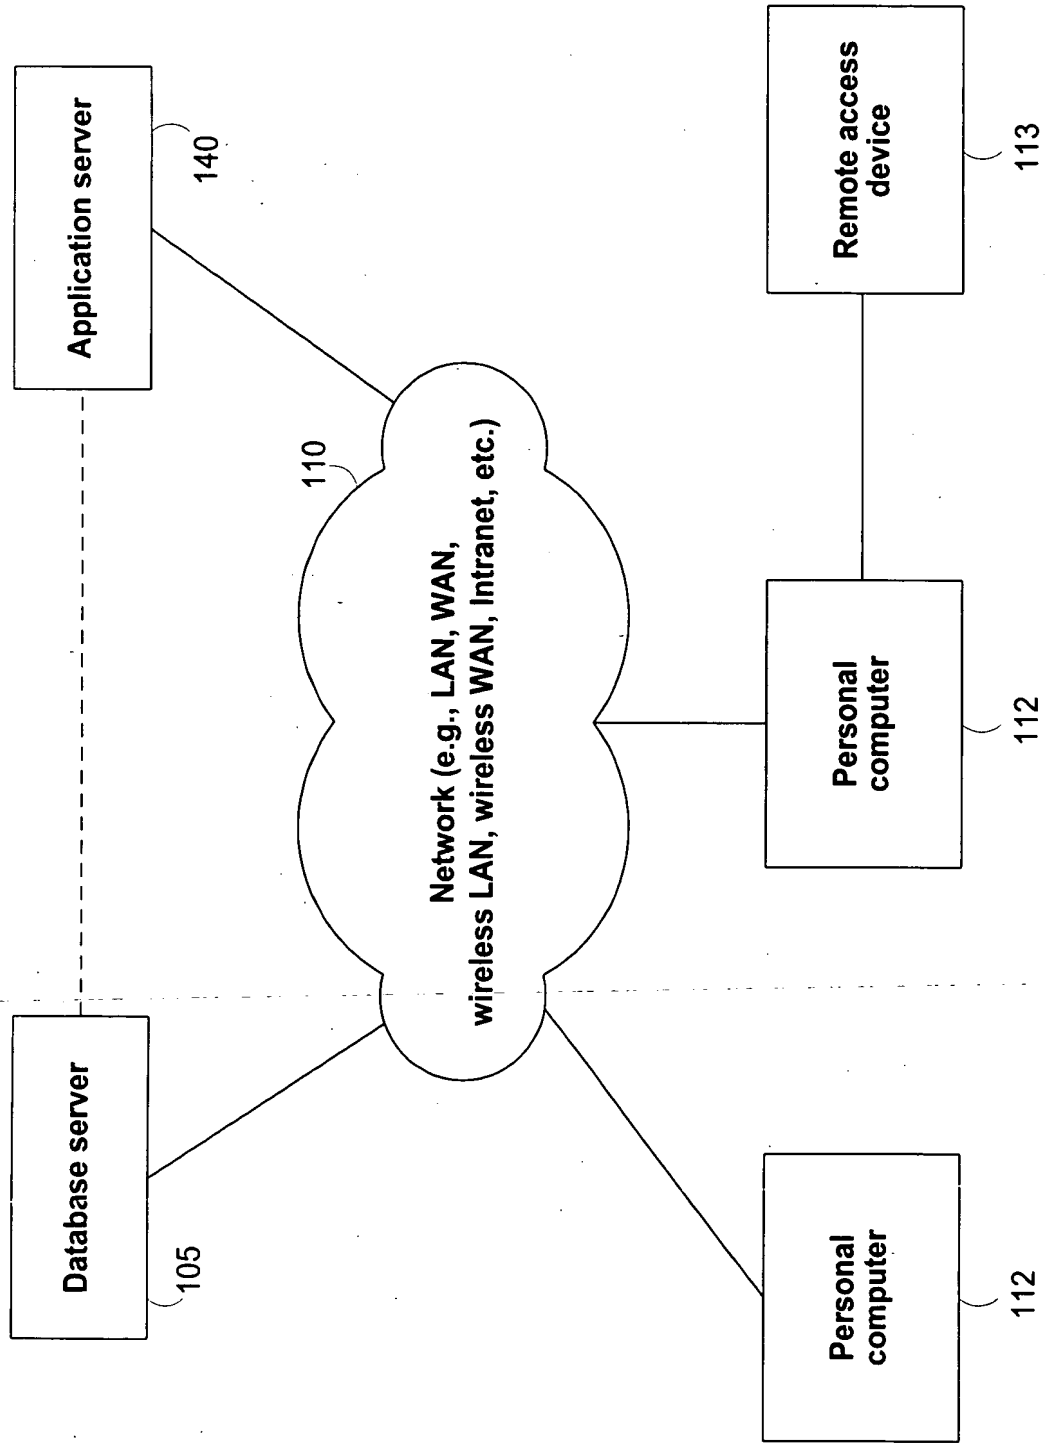 Database server
105
Application server
140
110
Network (e.g., LAN, WAN,
wireless LAN, wireless WAN, Intranet, etc.)
Personal
computer
112
Personal
computer
112
Remote access
device
113